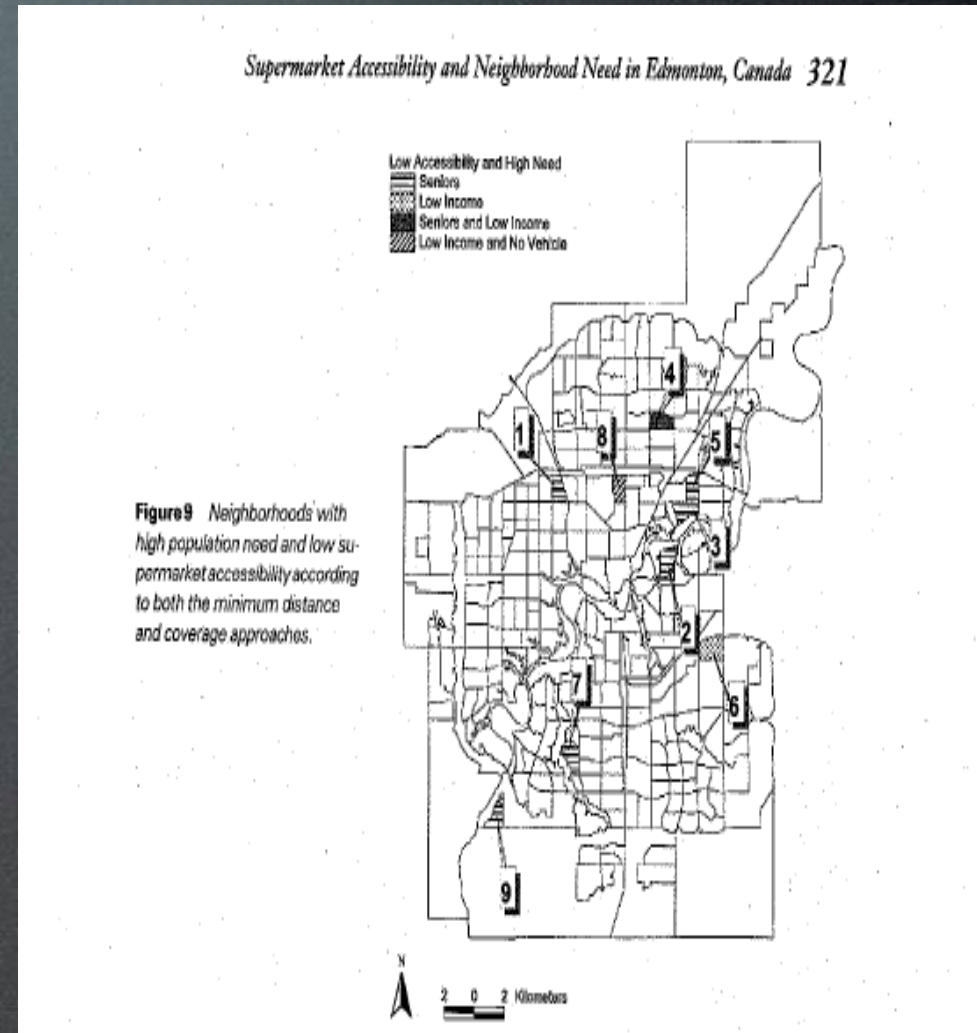 Supermarket Accessibility and Neighborhood Need in Edmonton, Canada 321
Low Accessibility and High Need
Seniors
Low Income
Seniors and Low Income
Low Income and No Vehicle
4
1
8
5
3
Figure 9 Neighborhoods with
high population need and low su-
permarket accessibility according
to both the minimum distance
and coverage approaches.
2
7
6
9
N
2 0 2 Kilometers